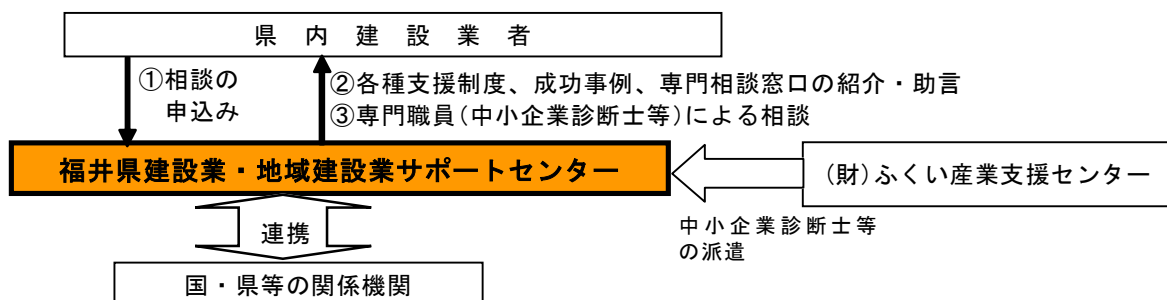 県内建設業者
①相談の
申込み
②各種支援制度、成功事例、専門相談窓口の紹介・助言
③専門職員(中小企業診断士等)による相談
福井県建設業・地域建設業サポートセンター
(財)ふくい産業支援センター
中小企業診断士等
の派遣
連携
国・県等の関係機関